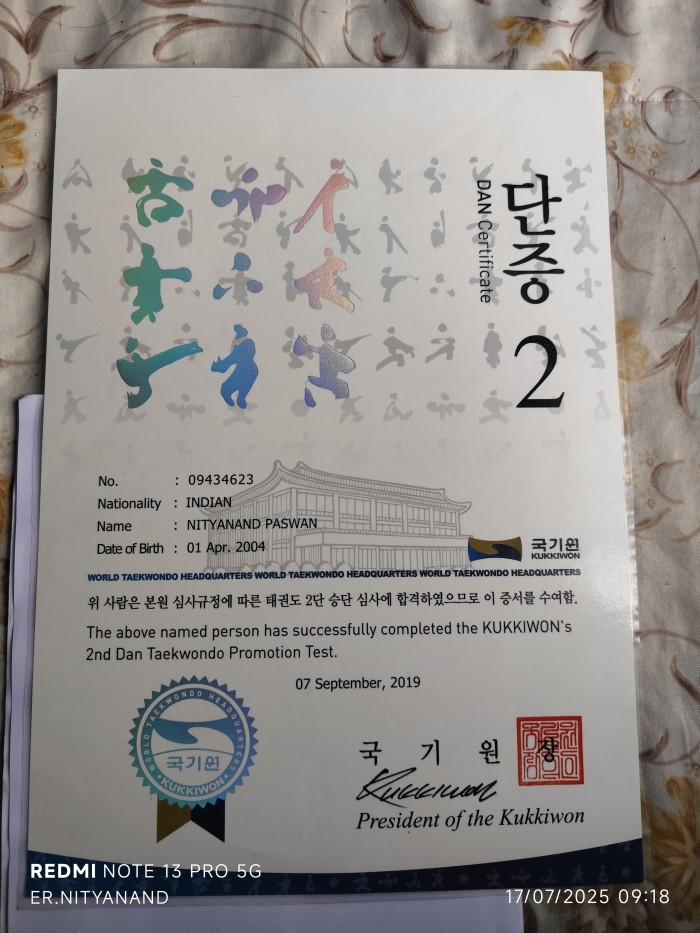 단증
DAN Certificate
2
No. : 09434623
Nationality : INDIAN
Name : NITYANAND PASWAN
Date of Birth : 01 Apr. 2004
국기원
KUKKIWON
WORLD TAEKWONDO HEADQUARTERS WORLD TAEKWONDO HEADQUARTERS WORLD TAEKWONDO HEADQUARTERS
위 사람은 본원 심사규정에 따른 태권도 2단 승단 심사에 합격하였으므로 이 증서를 수여함.
The above named person has successfully completed the KUKKIWON's
2nd Dan Taekwondo Promotion Test.
07 September, 2019
WORLD TAEKWONDO HEADQUARTERS
국기원
KUKKIWON
국 기 원 장
Kukkiwon
President of the Kukkiwon
REDMI NOTE 13 PRO 5G
ER.NITYANAND
17/07/2025 09:18